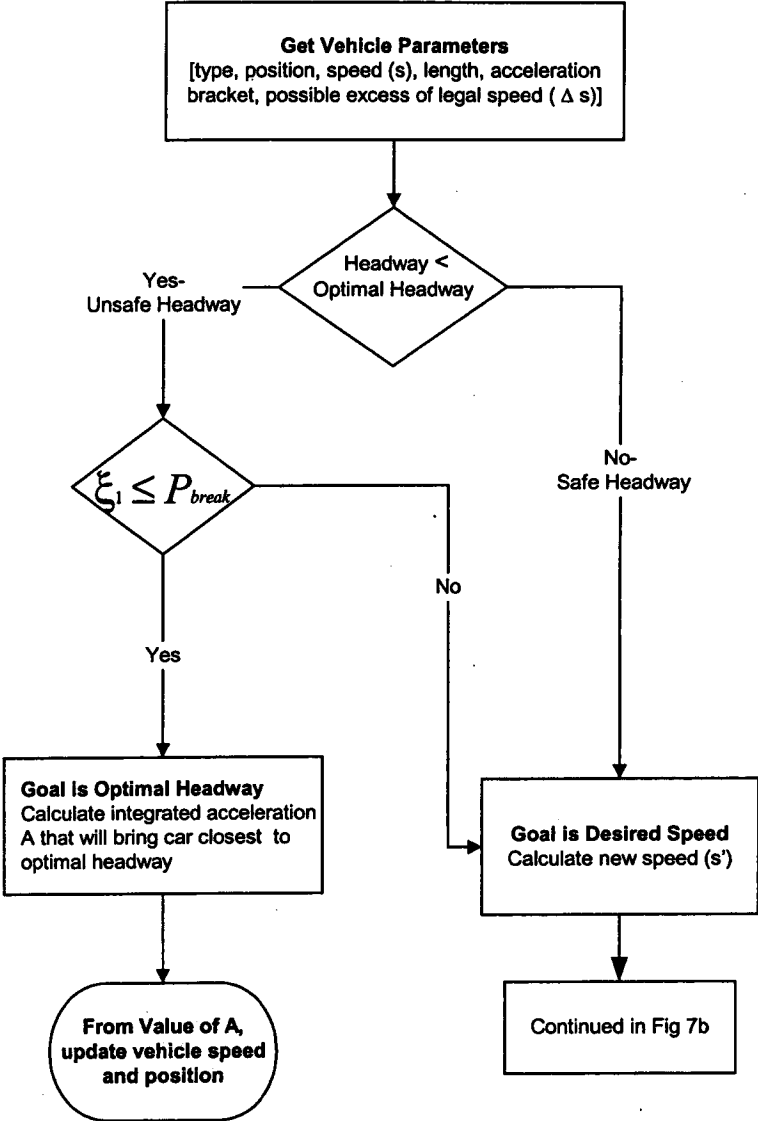 Get Vehicle Parameters
[type, position, speed (s), length, acceleration
bracket, possible excess of legal speed ( Δ s)]
Headway <
Optimal Headway
Yes-
Unsafe Headway
No-
Safe Headway
ξ₁ ≤ P_break
No
Yes
Goal is Optimal Headway
Calculate integrated acceleration
A that will bring car closest to
optimal headway
Goal is Desired Speed
Calculate new speed (s')
From Value of A,
update vehicle speed
and position
Continued in Fig 7b